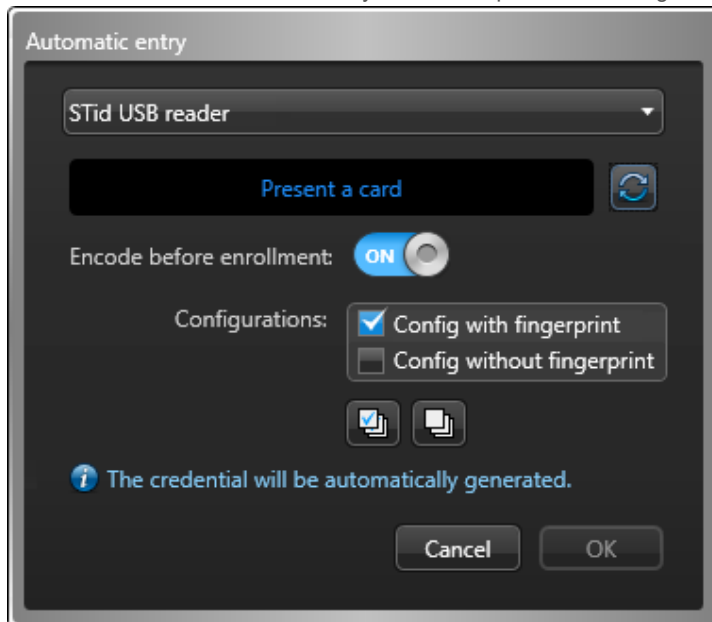 Automatic entry
STid USB reader
Present a card
Encode before enrollment:
ON
Configurations:
Config with fingerprint
Config without fingerprint
The credential will be automatically generated.
Cancel
OK